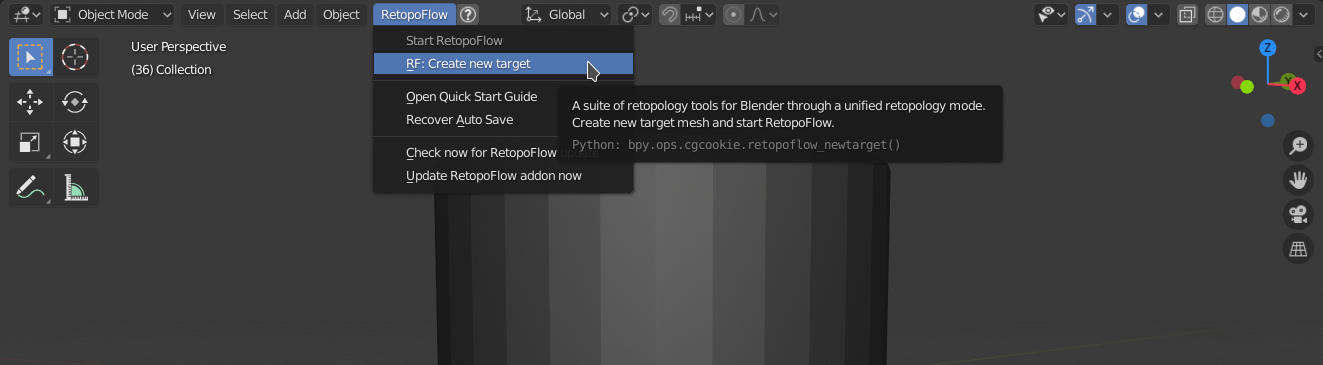 Object Mode View Select Add Object RetopoFlow ? Global
User Perspective
(36) Collection
Start RetopoFlow
RF: Create new target
Open Quick Start Guide
Recover Auto Save
Check now for RetopoFlow update
Update RetopoFlow addon now
A suite of retopology tools for Blender through a unified retopology mode.
Create new target mesh and start RetopoFlow.
Python: bpy.ops.cgcookie.retopoflow_newtarget()
Z
Y
X